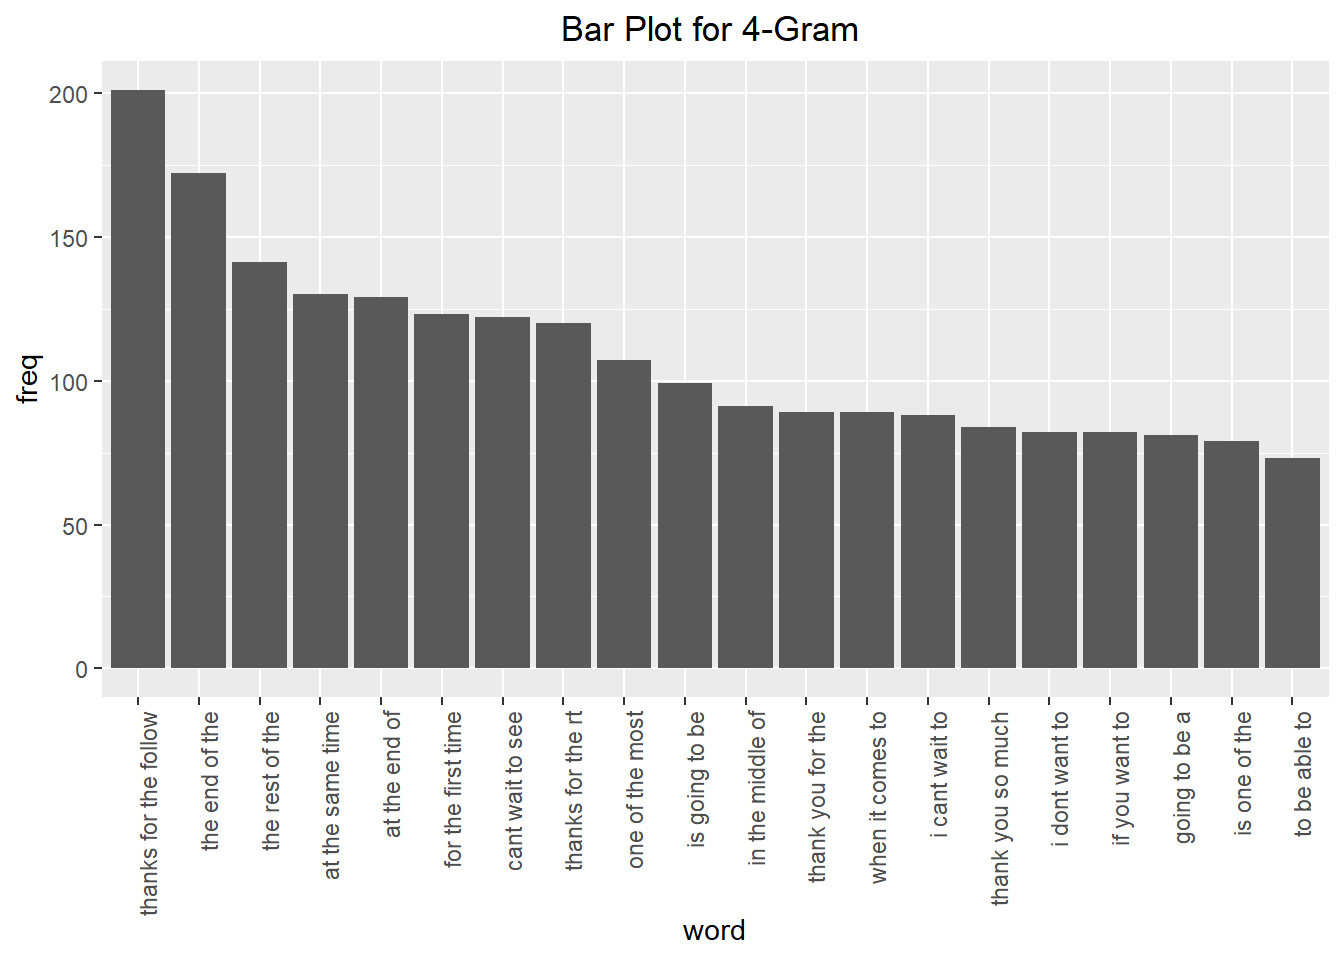 Bar Plot for 4-Gram
200
150
100
50
0
freq
thanks for the follow
the end of the
the rest of the
at the same time
at the end of
for the first time
cant wait to see
thanks for the rt
one of the most
is going to be
in the middle of
thank you for the
when it comes to
i cant wait to
thank you so much
i dont want to
if you want to
going to be a
is one of the
to be able to
word